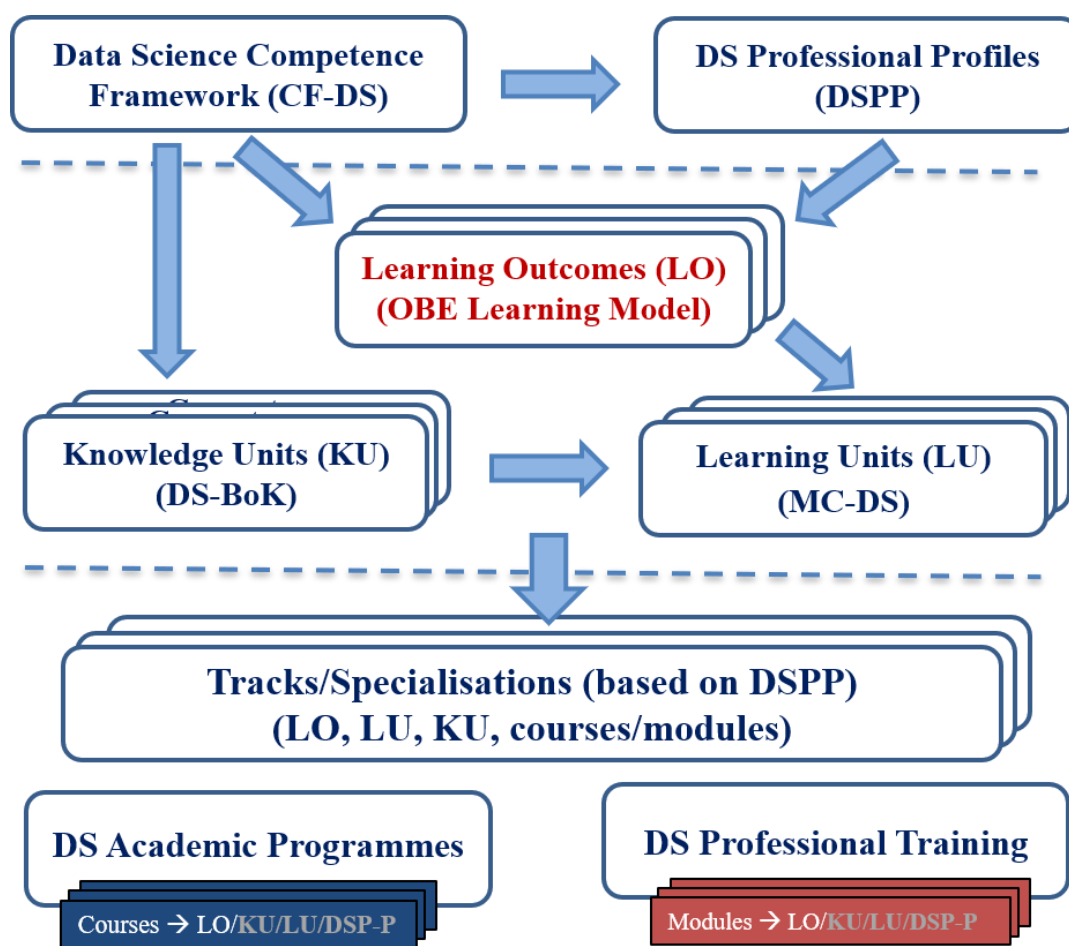 Data Science Competence
Framework (CF-DS)
DS Professional Profiles
(DSPP)
Learning Outcomes (LO)
(OBE Learning Model)
Knowledge Units (KU)
(DS-BoK)
Learning Units (LU)
(MC-DS)
Tracks/Specialisations (based on DSPP)
(LO, LU, KU, courses/modules)
DS Academic Programmes
Courses → LO/KU/LU/DSP-P
DS Professional Training
Modules → LO/KU/LU/DSP-P